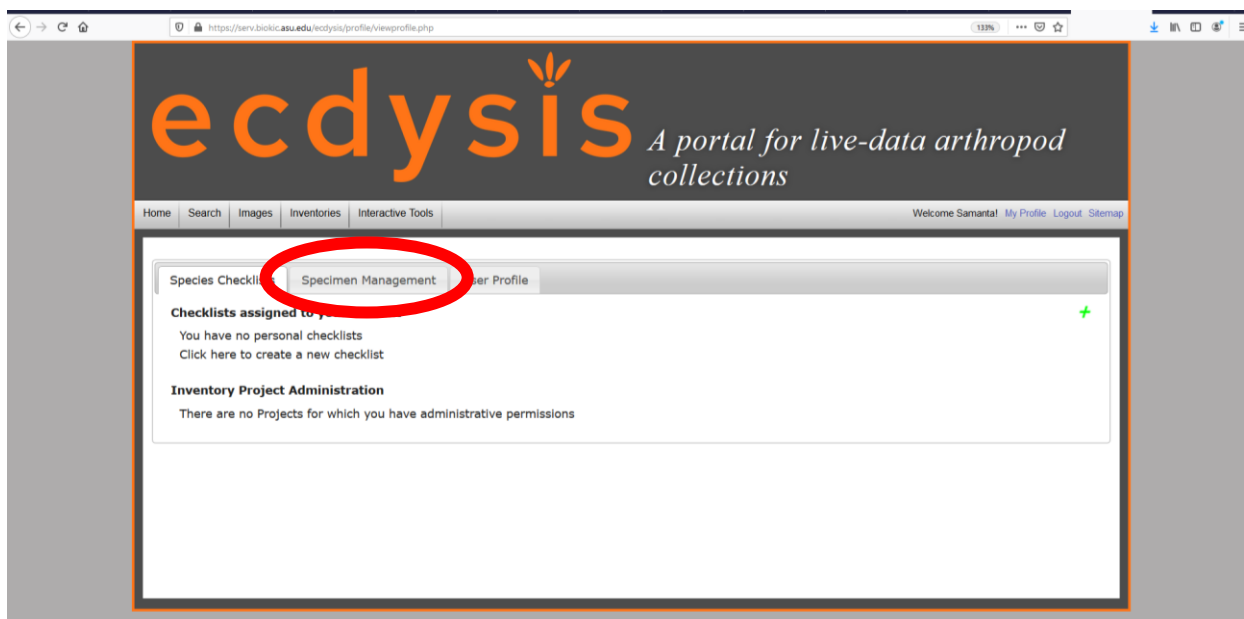 https://serv.biokic.asu.edu/ecdysis/profile/viewprofile.php 133%
ecdysis
A portal for live-data arthropod
collections
Home Search Images Inventories Interactive Tools Welcome Samanta! My Profile Logout Sitemap
Species Specimen Management Profile
Checklists assigned to
You have no personal checklists
Click here to create a new checklist
Inventory Project Administration
There are no Projects for which you have administrative permissions